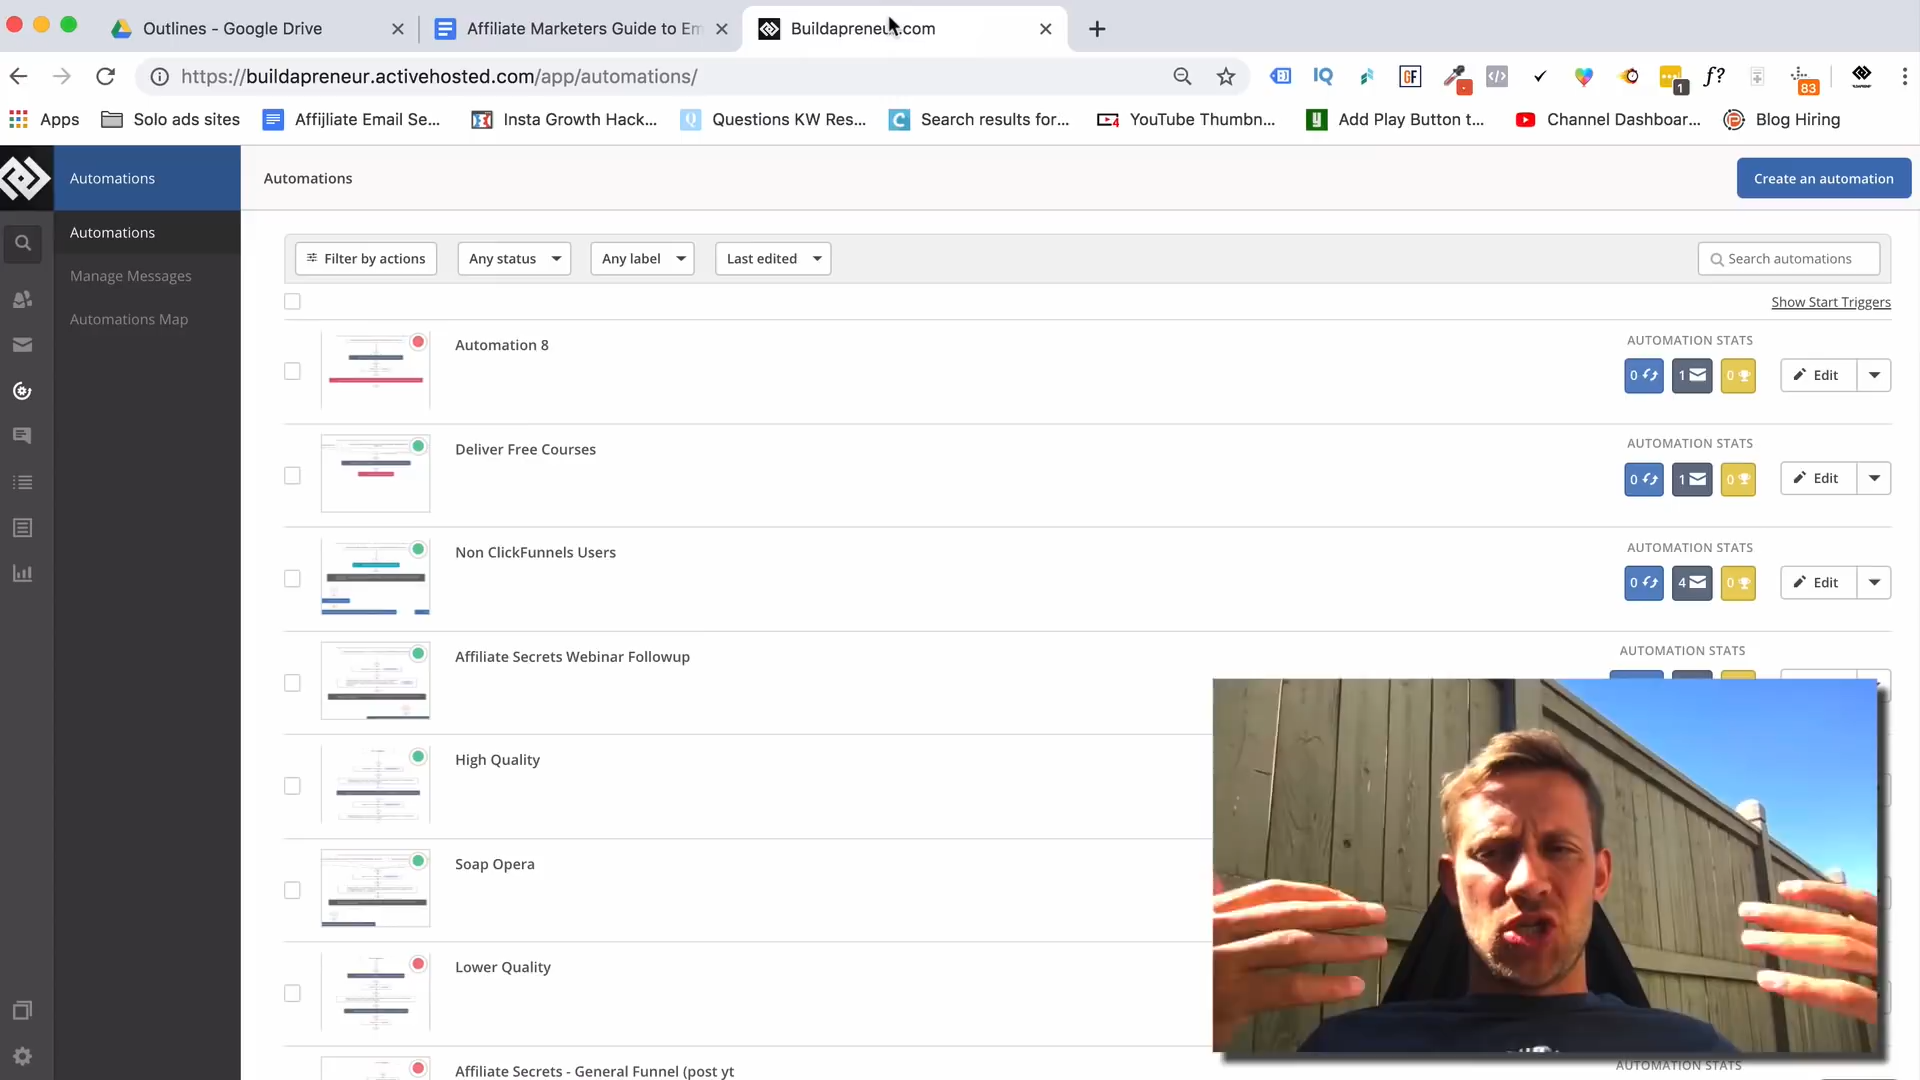 Outlines - Google Drive
Affiliate Marketers Guide to Em
Buildapreneur.com
https://buildapreneur.activehosted.com/app/automations/
IQ
GF
1
f?
83
Apps
Solo ads sites
Affijliate Email Se...
Insta Growth Hack...
Questions KW Res...
Search results for...
YouTube Thumbn...
Add Play Button t...
Channel Dashboar...
Blog Hiring
Automations
Automations
Create an automation
Automations
Manage Messages
Automations Map
Filter by actions
Any status
Any label
Last edited
Search automations
Show Start Triggers
Automation 8
AUTOMATION STATS
0
1
0
Edit
Deliver Free Courses
AUTOMATION STATS
0
1
0
Edit
Non ClickFunnels Users
AUTOMATION STATS
0
4
0
Edit
Affiliate Secrets Webinar Followup
AUTOMATION STATS
High Quality
Soap Opera
Lower Quality
Affiliate Secrets - General Funnel (post yt
AUTOMATION STATS